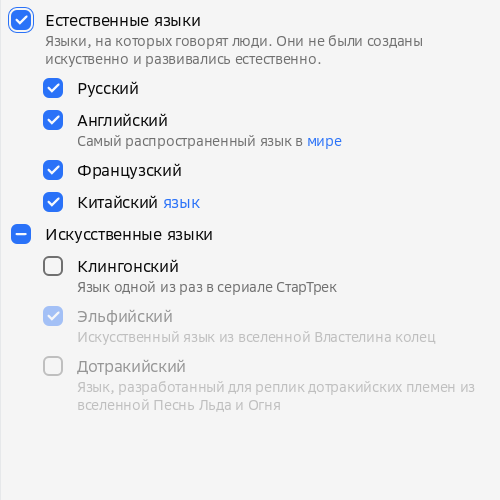 Естественные языки
Языки, на которых говорят люди. Они не были созданы
искуственно и развивались естественно.
Русский
Английский
Самый распространенный язык в мире
Французский
Китайский язык
Искусственные языки
Клингонский
Язык одной из раз в сериале СтарТрек
Эльфийский
Искусственный язык из вселенной Властелина колец
Дотракийский
Язык, разработанный для реплик дотракийских племен из
вселенной Песнь Льда и Огня